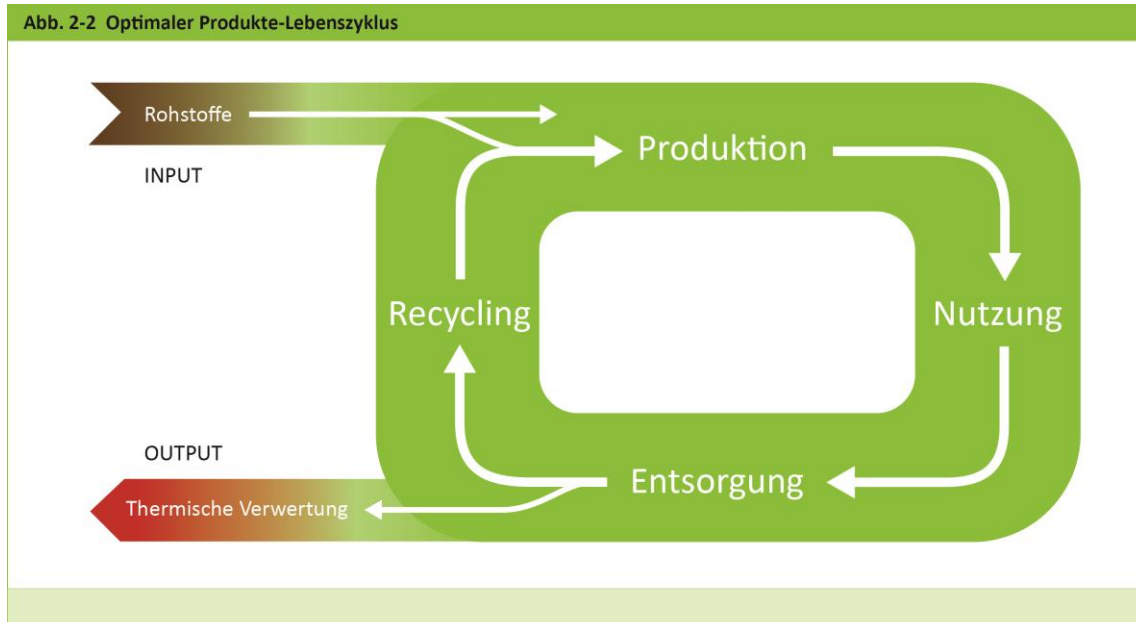 Abb. 2-2 Optimaler Produkte-Lebenszyklus
Rohstoffe
INPUT
Produktion
Recycling
Nutzung
OUTPUT
Entsorgung
Thermische Verwertung